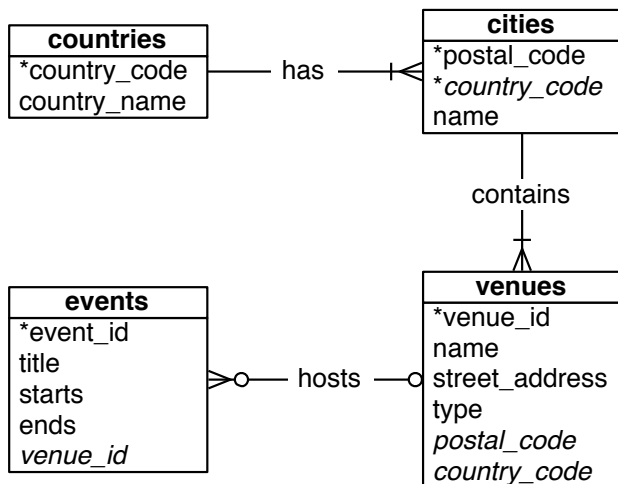 countries
*country_code
country_name
has
cities
*postal_code
*country_code
name
contains
events
*event_id
title
starts
ends
venue_id
hosts
venues
*venue_id
name
street_address
type
postal_code
country_code